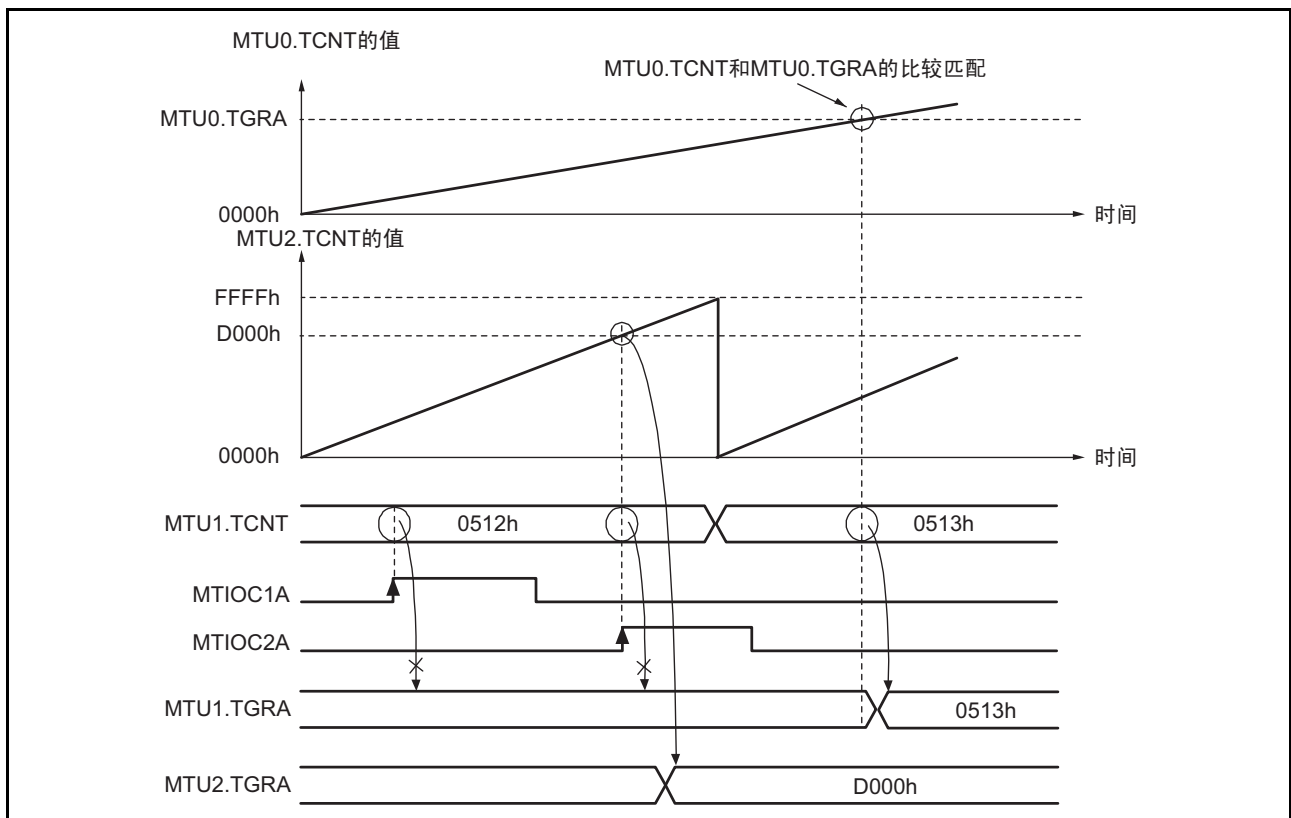 MTU0.TCNT的值
MTU0.TCNT和MTU0.TGRA的比较匹配
MTU0.TGRA
0000h
时间
MTU2.TCNT的值
FFFFh
D000h
0000h
时间
MTU1.TCNT
0512h
0513h
MTIOC1A
MTIOC2A
MTU1.TGRA
0513h
MTU2.TGRA
D000h